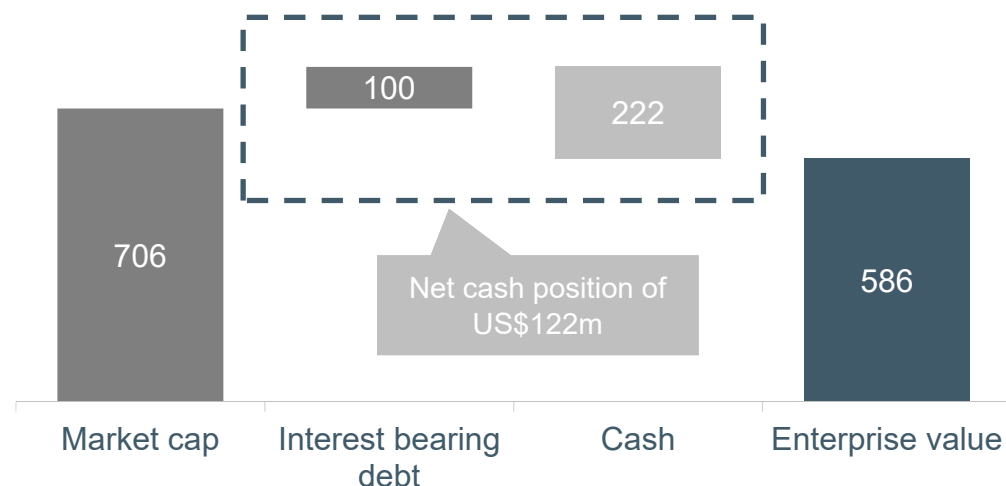 100
222
706
Net cash position of
US$122m
586
Market cap
Interest bearing
debt
Cash
Enterprise value